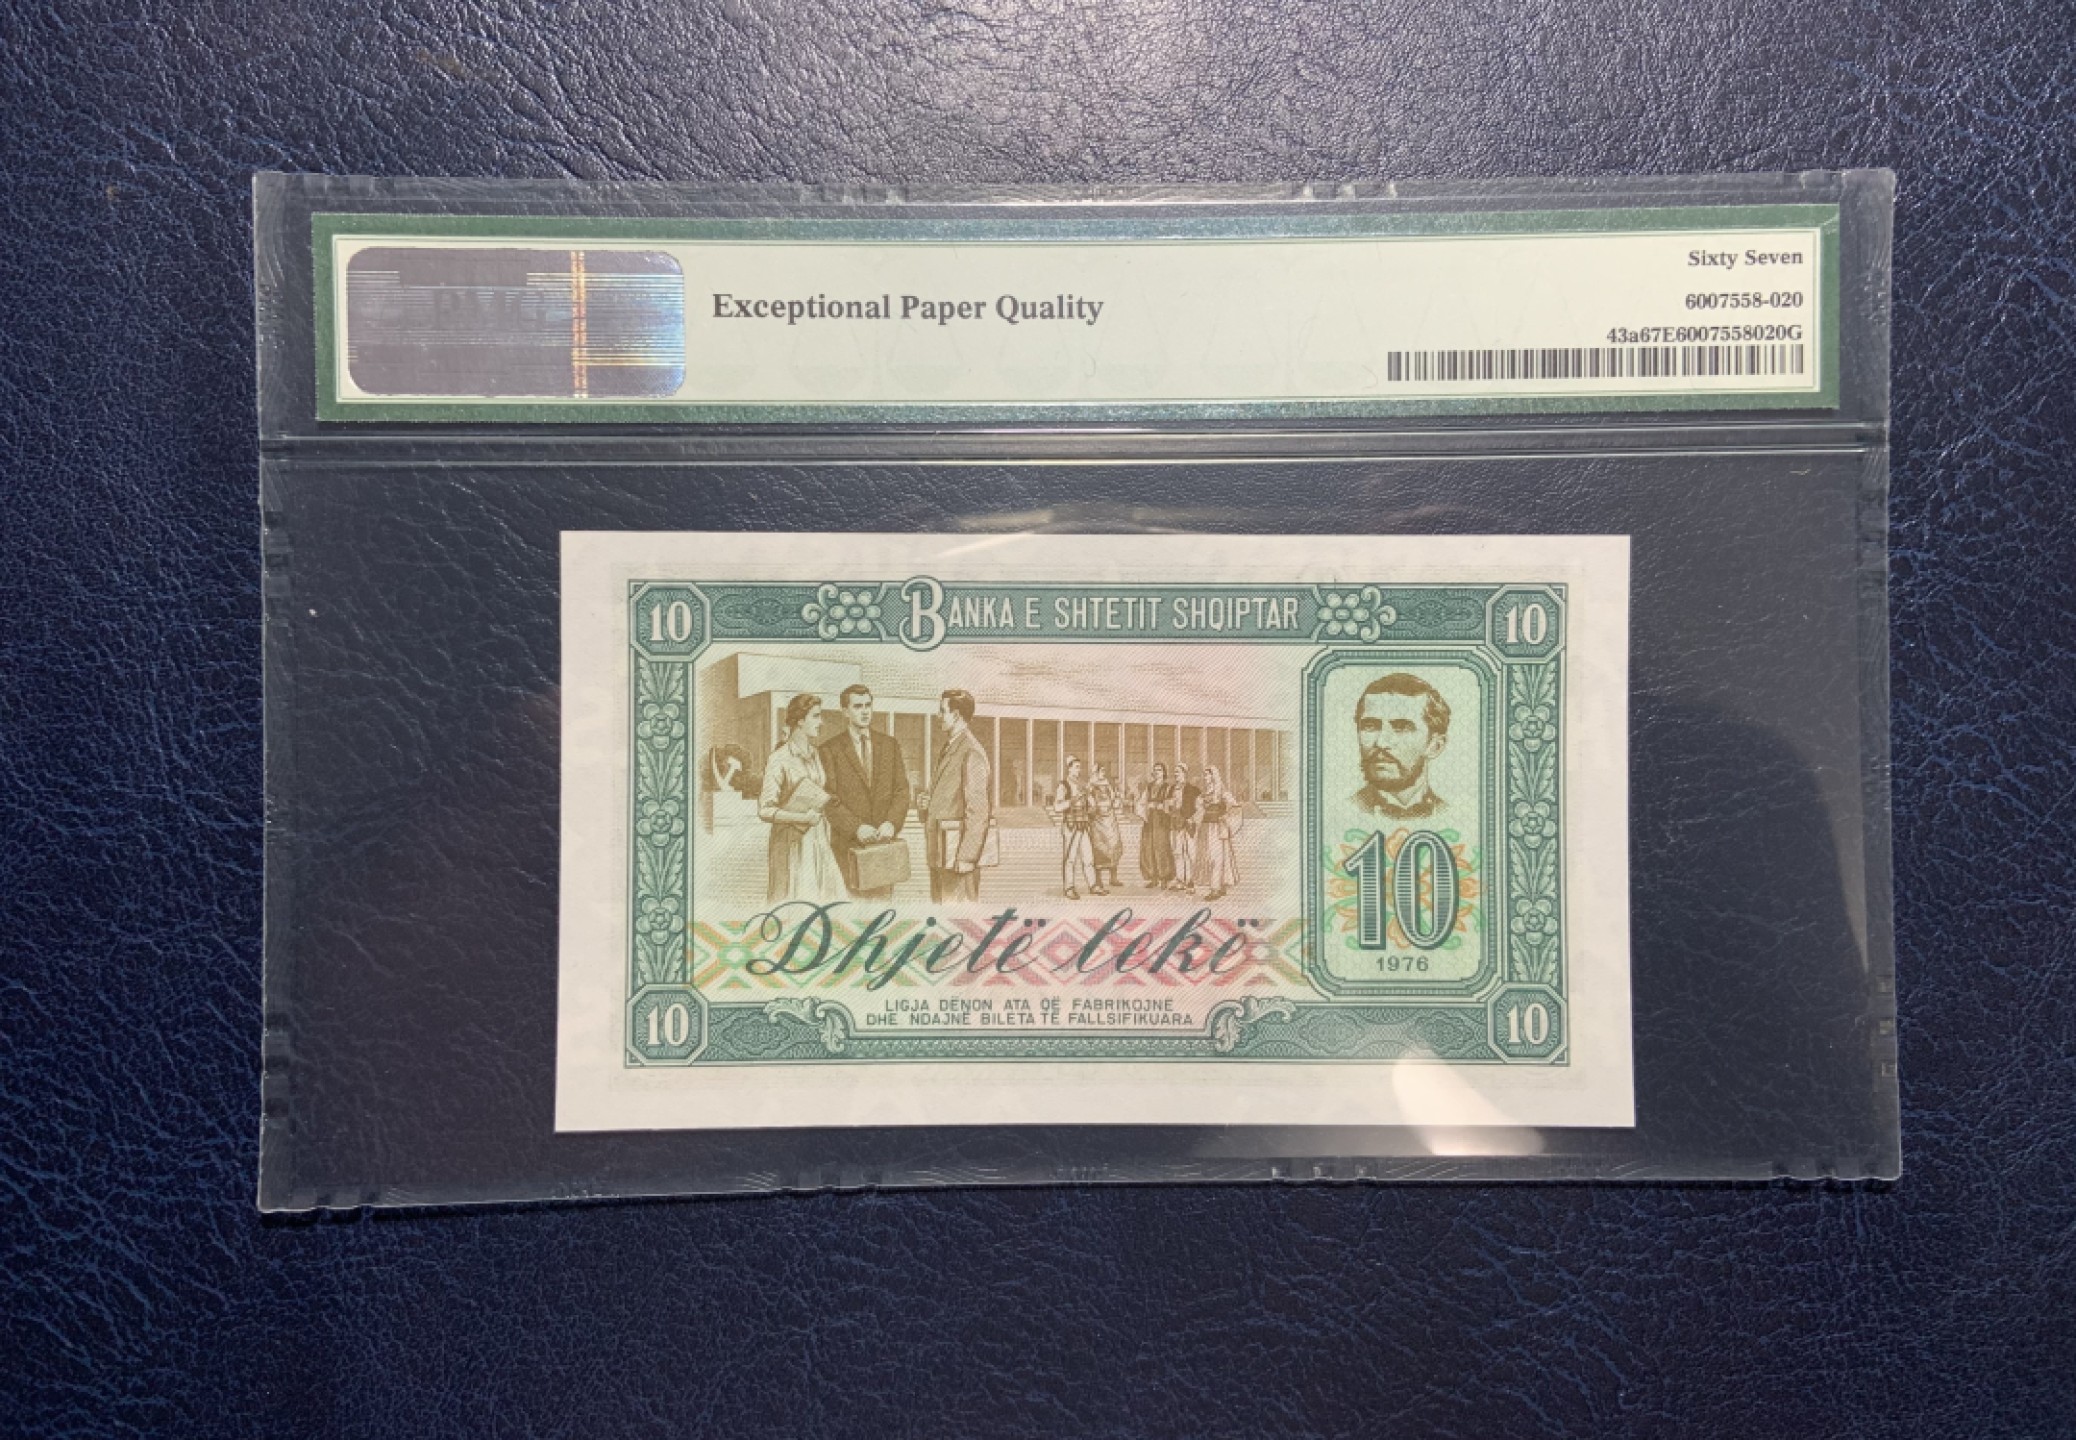 PMG
Exceptional Paper Quality
Sixty Seven
6007558-020
43a67E6007558020G
10
BANKA E SHTETIT SHQIPTAR
10
10
1976
Dhjetë lekë
LIGJA DËNON ATA QË FABRIKOJNE
DHE NDAJNË BILETA TË FALLSIFIKUARA
10
10